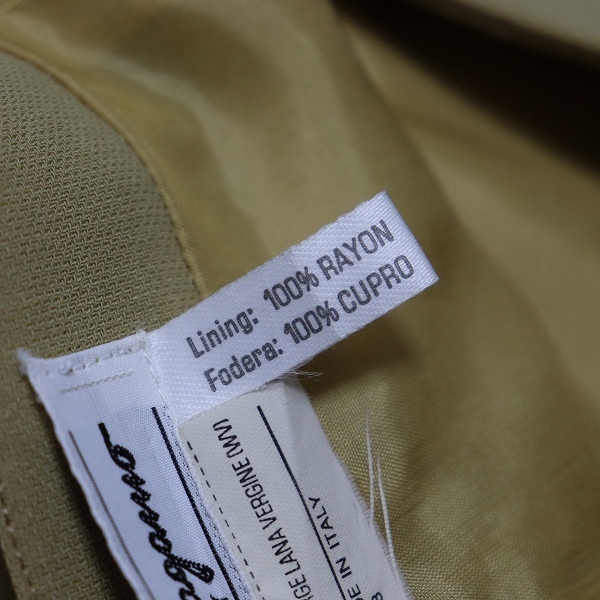 Lining: 100% RAYON
Fodera: 100% CUPRO
LANA VERGINE (WV)
IN ITALY